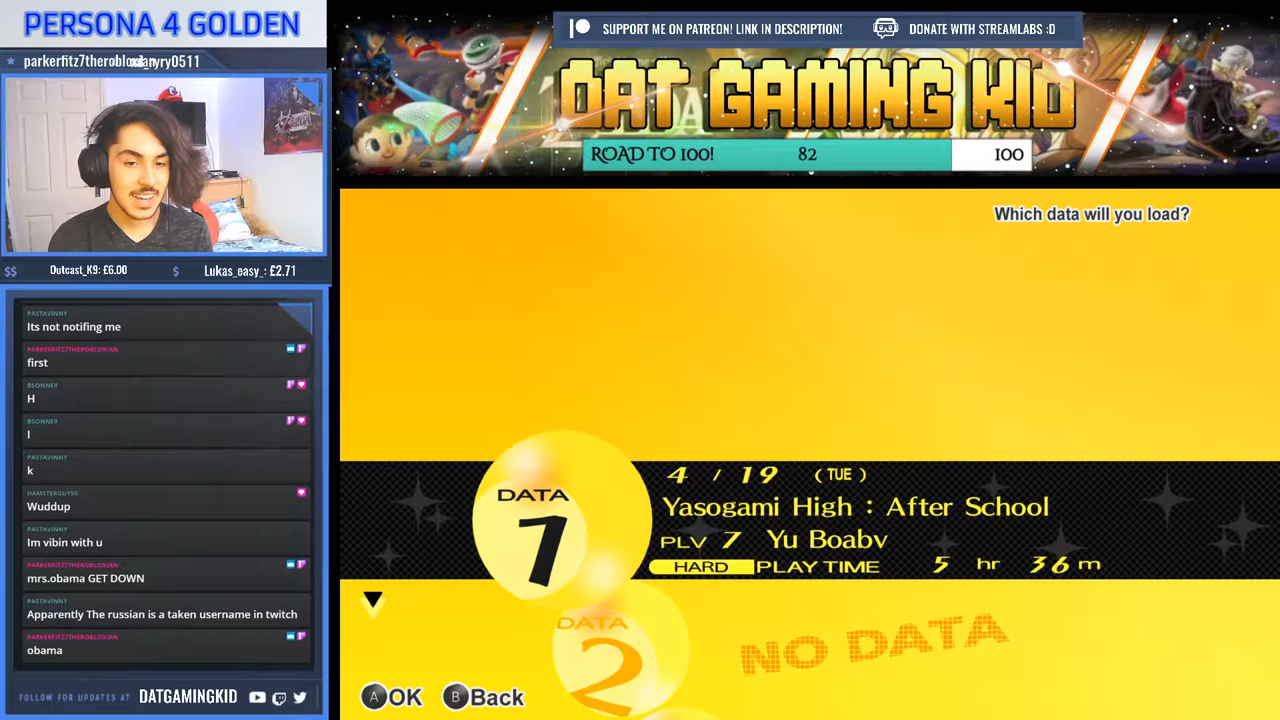 PERSONA 4 GOLDEN
$$ Outcast_K9: £6.00 $ Lukas_easy_: £2.71
PASTAVINNY
Its not notifing me
PARKERFITZ7THEROBLOXIAN
first
BSONNER
H
BSONNER
I
PASTAVINNY
k
HAMSTERGUY56
Wuddup
PASTAVINNY
Im vibin with u
PARKERFITZ7THEROBLOXIAN
mrs.obama GET DOWN
PASTAVINNY
Apparently The russian is a taken username in twitch
PARKERFITZ7THEROBLOXIAN
obama
FOLLOW FOR UPDATES AT DATGAMINGKID
SUPPORT ME ON PATREON! LINK IN DESCRIPTION! DONATE WITH STREAMLABS :D
DAT GAMING KID
ROAD TO 100! 82 100
Which data will you load?
DATA 1
4 / 19 (TUE)
Yasogami High : After School
PLV 7 Yu Boabv
HARD PLAY TIME 5 hr 36 m
DATA 2 NO DATA
A OK B Back